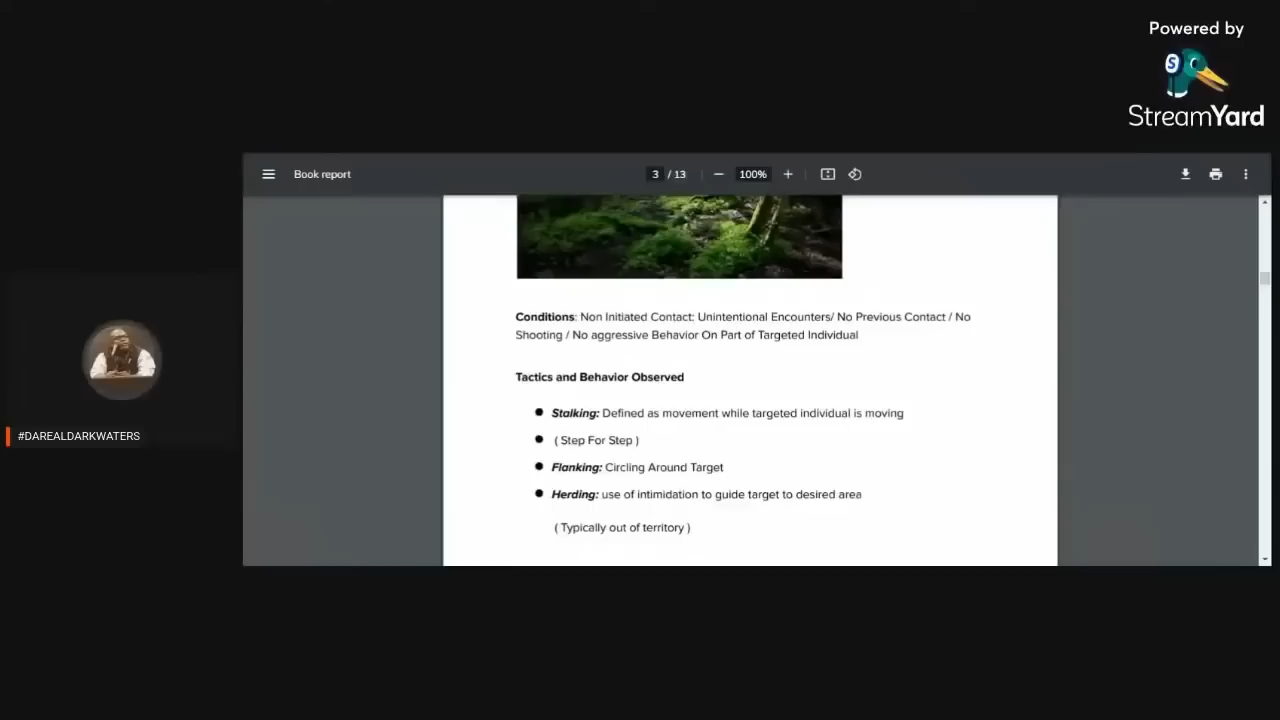 Powered by
StreamYard
Book report
3 / 13
100%
Conditions: Non Initiated Contact: Unintentional Encounters/ No Previous Contact / No
Shooting / No aggressive Behavior On Part of Targeted Individual
Tactics and Behavior Observed
● Stalking: Defined as movement while targeted individual is moving
● ( Step For Step )
● Flanking: Circling Around Target
● Herding: use of intimidation to guide target to desired area
( Typically out of territory )
#DAREALDARKWATERS